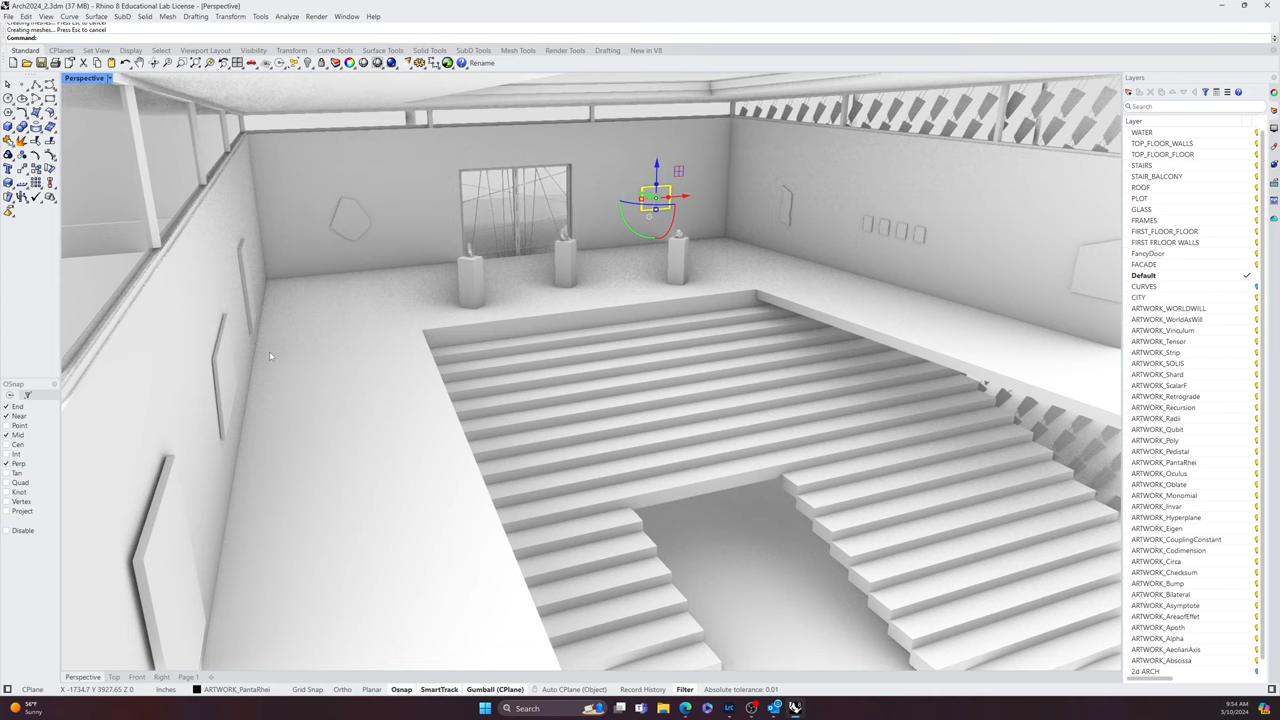 Arch2024_2.3dm (37 MB) - Rhino 8 Educational Lab License - [Perspective]
File Edit View Curve Surface SubD Solid Mesh Drafting Transform Tools Analyze Render Window Help
Creating meshes... Press Esc to cancel
Creating meshes... Press Esc to cancel
Command:
Standard CPlanes Set View Display Select Viewport Layout Visibility Transform Curve Tools Surface Tools Solid Tools SubD Tools Mesh Tools Render Tools Drafting New in V8
Rename
Perspective
Layers
Search
Layer
WATER
TOP_FLOOR_WALLS
TOP_FLOOR_FLOOR
STAIRS
STAIR_BALCONY
ROOF
PLOT
GLASS
FRAMES
FIRST_FLOOR_FLOOR
FIRST FRLOOR WALLS
FancyDoor
FACADE
Default
CURVES
CITY
ARTWORK_WORLDWILL
ARTWORK_WorldAsWill
ARTWORK_Vinculum
ARTWORK_Tensor
ARTWORK_Strip
ARTWORK_SOLIS
ARTWORK_Shard
ARTWORK_ScalarF
ARTWORK_Retrograde
ARTWORK_Recursion
ARTWORK_Radii
ARTWORK_Qubit
ARTWORK_Poly
ARTWORK_Pedistal
ARTWORK_PantaRhei
ARTWORK_Oculus
ARTWORK_Oblate
ARTWORK_Monomial
ARTWORK_Invar
ARTWORK_Hyperplane
ARTWORK_Eigen
ARTWORK_CouplingConstant
ARTWORK_Codimension
ARTWORK_Circa
ARTWORK_Checksum
ARTWORK_Bump
ARTWORK_Bilateral
ARTWORK_Asymptote
ARTWORK_AreaofEffet
ARTWORK_Apoth
ARTWORK_Alpha
ARTWORK_AeolianAxis
ARTWORK_Abscissa
2d ARCH
OSnap
End
Near
Point
Mid
Cen
Int
Perp
Tan
Quad
Knot
Vertex
Project
Disable
Perspective Top Front Right Page 1
CPlane X -1734.7 Y 3927.65 Z 0 Inches ARTWORK_PantaRhei Grid Snap Ortho Planar Osnap SmartTrack Gumball (CPlane) Auto CPlane (Object) Record History Filter Absolute tolerance: 0.01
56°F
Sunny
Search
9:54 AM
3/10/2024